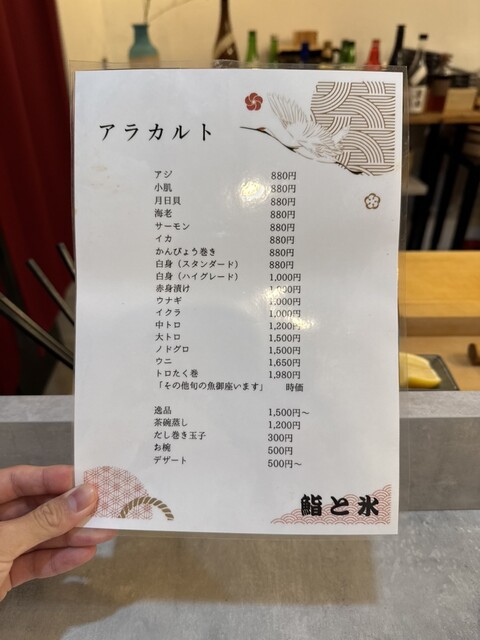 アラカルト
アジ 880円
小肌 880円
月日貝 880円
海老 880円
サーモン 880円
イカ 880円
かんぴょう巻き 880円
白身（スタンダード） 880円
白身（ハイグレード） 1,000円
赤身漬け 1,000円
ウナギ 1,000円
イクラ 1,000円
中トロ 1,200円
大トロ 1,500円
ノドグロ 1,500円
ウニ 1,650円
トロたく巻 1,980円
「その他旬の魚御座います」 時価
逸品 1,500円～
茶碗蒸し 1,200円
だし巻き玉子 300円
お椀 500円
デザート 500円～
鮨と氷